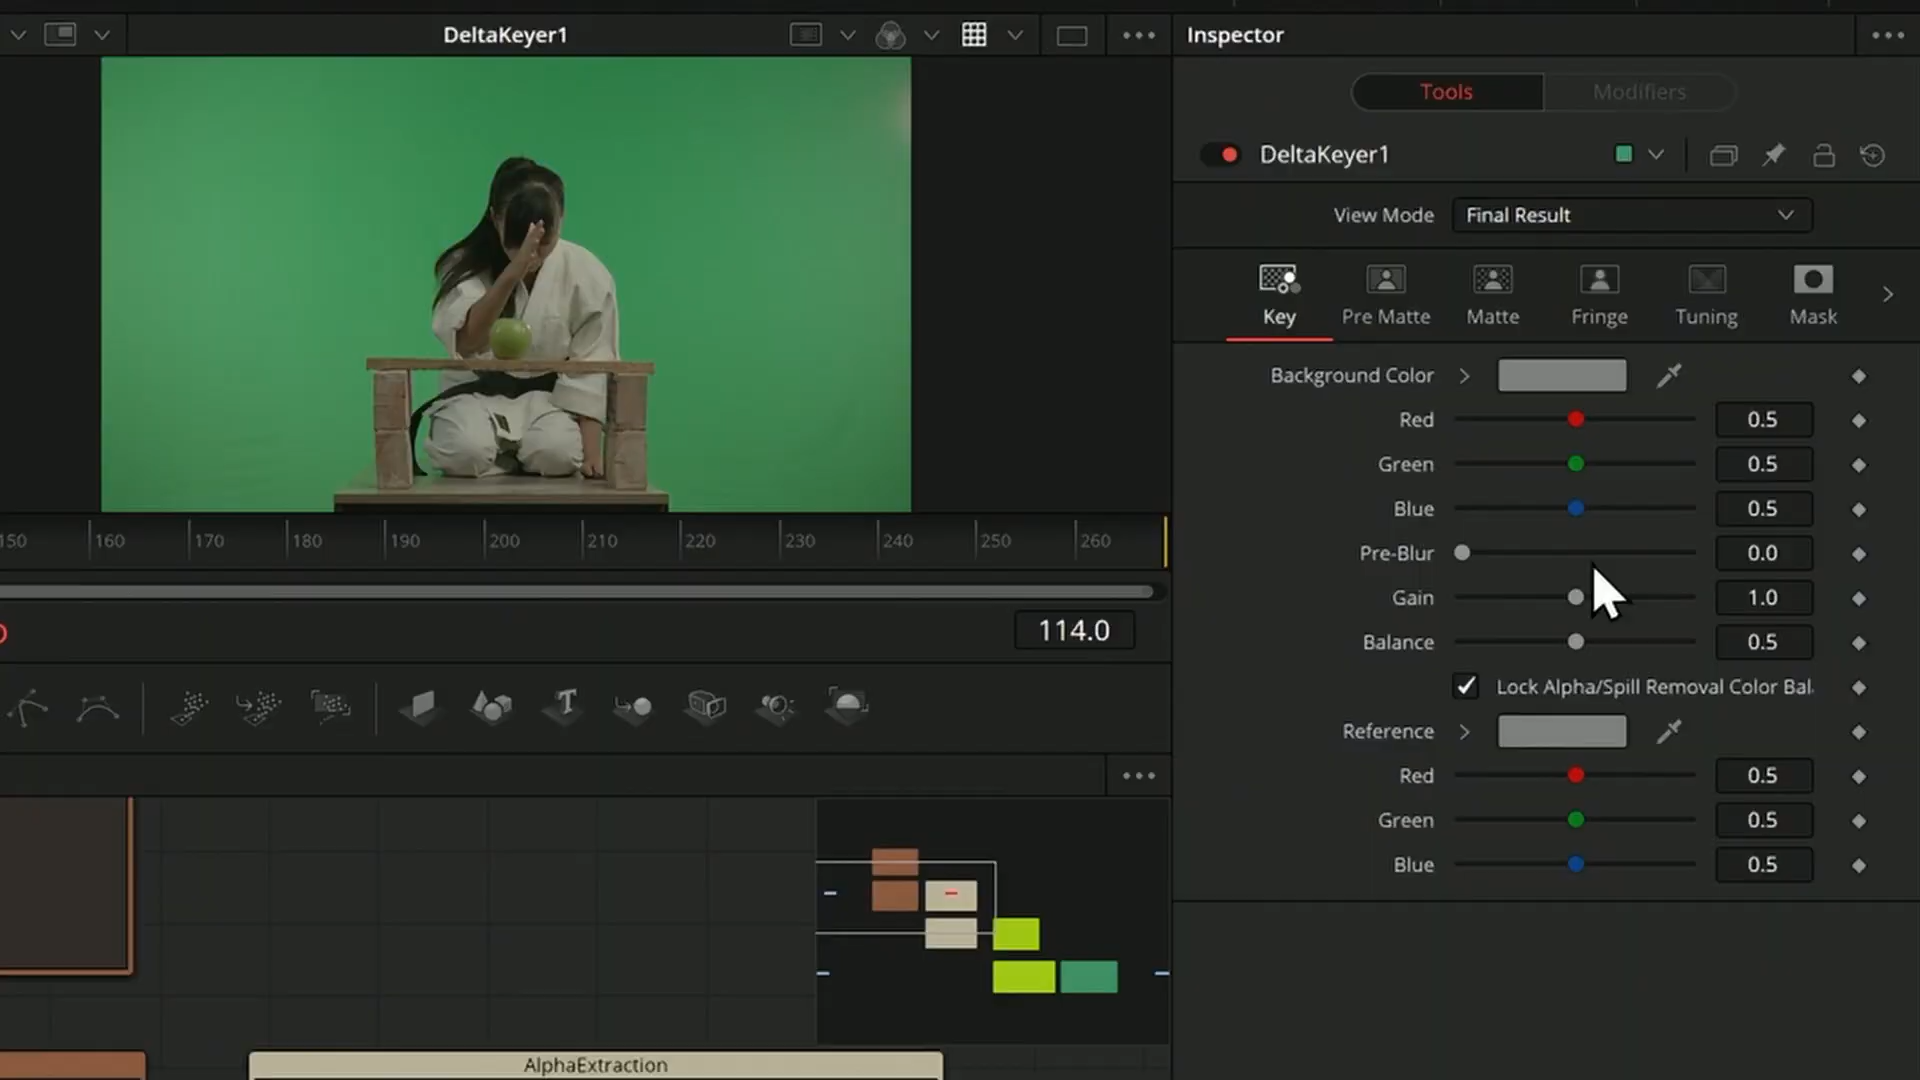 DeltaKeyer1
Inspector
Tools
Modifiers
DeltaKeyer1
View Mode
Final Result
Key
Pre Matte
Matte
Fringe
Tuning
Mask
Background Color
Red
0.5
Green
0.5
Blue
0.5
Pre-Blur
0.0
Gain
1.0
Balance
0.5
Lock Alpha/Spill Removal Color Bal
Reference
Red
0.5
Green
0.5
Blue
0.5
150 160 170 180 190 200 210 220 230 240 250 260
114.0
AlphaExtraction